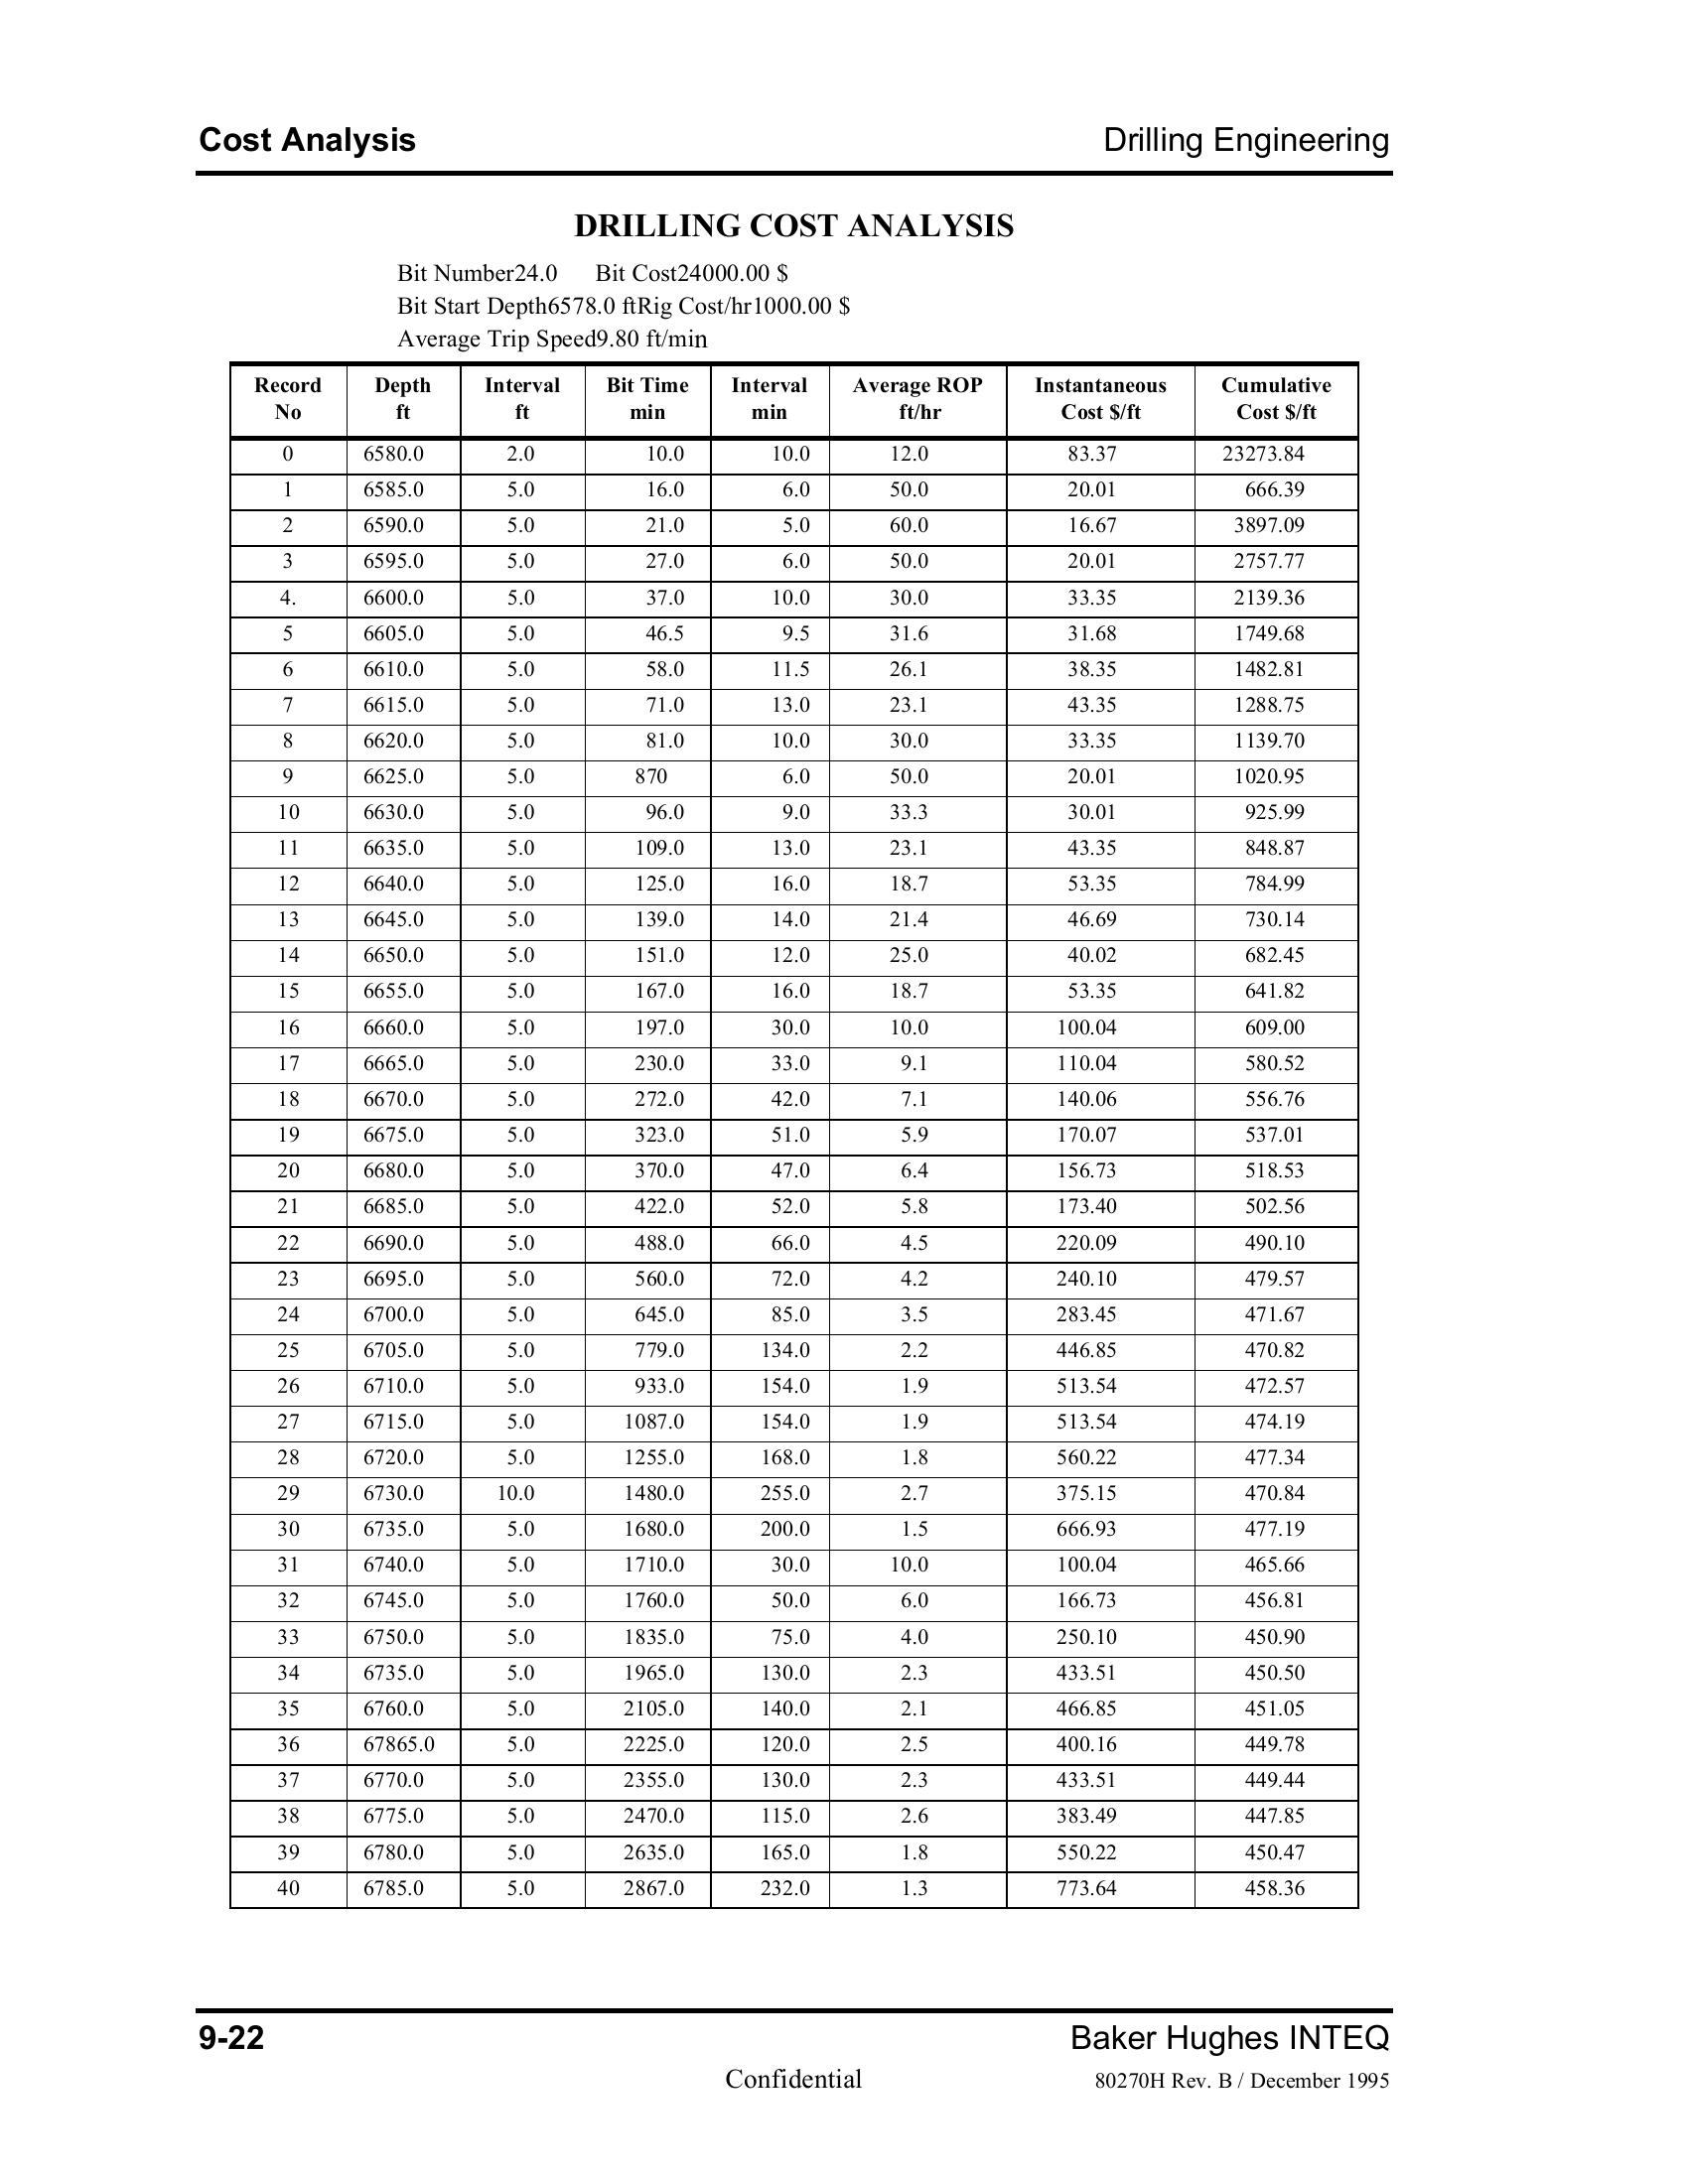 Cost Analysis Drilling Engineering
DRILLING COST ANALYSIS
Bit Number24.0 Bit Cost24000.00 $
Bit Start Depth6578.0 ftRig Cost/hr1000.00 $
Average Trip Speed9.80 ft/min
Record Depth Interval Bit Time Interval Average ROP Instantaneous Cumulative
No ft ft min min ft/hr Cost $/ft Cost $/ft
0 6580.0 2.0 10.0 10.0 12.0 83.37 23273.84
1 6585.0 5.0 16.0 6.0 50.0 20.01 666.39
2 6590.0 5.0 21.0 5.0 60.0 16.67 3897.09
3 6595.0 5.0 27.0 6.0 50.0 20.01 2757.77
4. 6600.0 5.0 37.0 10.0 30.0 33.35 2139.36
5 6605.0 5.0 46.5 9.5 31.6 31.68 1749.68
6 6610.0 5.0 58.0 11.5 26.1 38.35 1482.81
7 6615.0 5.0 71.0 13.0 23.1 43.35 1288.75
8 6620.0 5.0 81.0 10.0 30.0 33.35 1139.70
9 6625.0 5.0 870 6.0 50.0 20.01 1020.95
10 6630.0 5.0 96.0 9.0 33.3 30.01 925.99
11 6635.0 5.0 109.0 13.0 23.1 43.35 848.87
12 6640.0 5.0 125.0 16.0 18.7 53.35 784.99
13 6645.0 5.0 139.0 14.0 21.4 46.69 730.14
14 6650.0 5.0 151.0 12.0 25.0 40.02 682.45
15 6655.0 5.0 167.0 16.0 18.7 53.35 641.82
16 6660.0 5.0 197.0 30.0 10.0 100.04 609.00
17 6665.0 5.0 230.0 33.0 9.1 110.04 580.52
18 6670.0 5.0 272.0 42.0 7.1 140.06 556.76
19 6675.0 5.0 323.0 51.0 5.9 170.07 537.01
20 6680.0 5.0 370.0 47.0 6.4 156.73 518.53
21 6685.0 5.0 422.0 52.0 5.8 173.40 502.56
22 6690.0 5.0 488.0 66.0 4.5 220.09 490.10
23 6695.0 5.0 560.0 72.0 4.2 240.10 479.57
24 6700.0 5.0 645.0 85.0 3.5 283.45 471.67
25 6705.0 5.0 779.0 134.0 2.2 446.85 470.82
26 6710.0 5.0 933.0 154.0 1.9 513.54 472.57
27 6715.0 5.0 1087.0 154.0 1.9 513.54 474.19
28 6720.0 5.0 1255.0 168.0 1.8 560.22 477.34
29 6730.0 10.0 1480.0 255.0 2.7 375.15 470.84
30 6735.0 5.0 1680.0 200.0 1.5 666.93 477.19
31 6740.0 5.0 1710.0 30.0 10.0 100.04 465.66
32 6745.0 5.0 1760.0 50.0 6.0 166.73 456.81
33 6750.0 5.0 1835.0 75.0 4.0 250.10 450.90
34 6735.0 5.0 1965.0 130.0 2.3 433.51 450.50
35 6760.0 5.0 2105.0 140.0 2.1 466.85 451.05
36 67865.0 5.0 2225.0 120.0 2.5 400.16 449.78
37 6770.0 5.0 2355.0 130.0 2.3 433.51 449.44
38 6775.0 5.0 2470.0 115.0 2.6 383.49 447.85
39 6780.0 5.0 2635.0 165.0 1.8 550.22 450.47
40 6785.0 5.0 2867.0 232.0 1.3 773.64 458.36
9-22 Baker Hughes INTEQ
Confidential 80270H Rev. B / December 1995